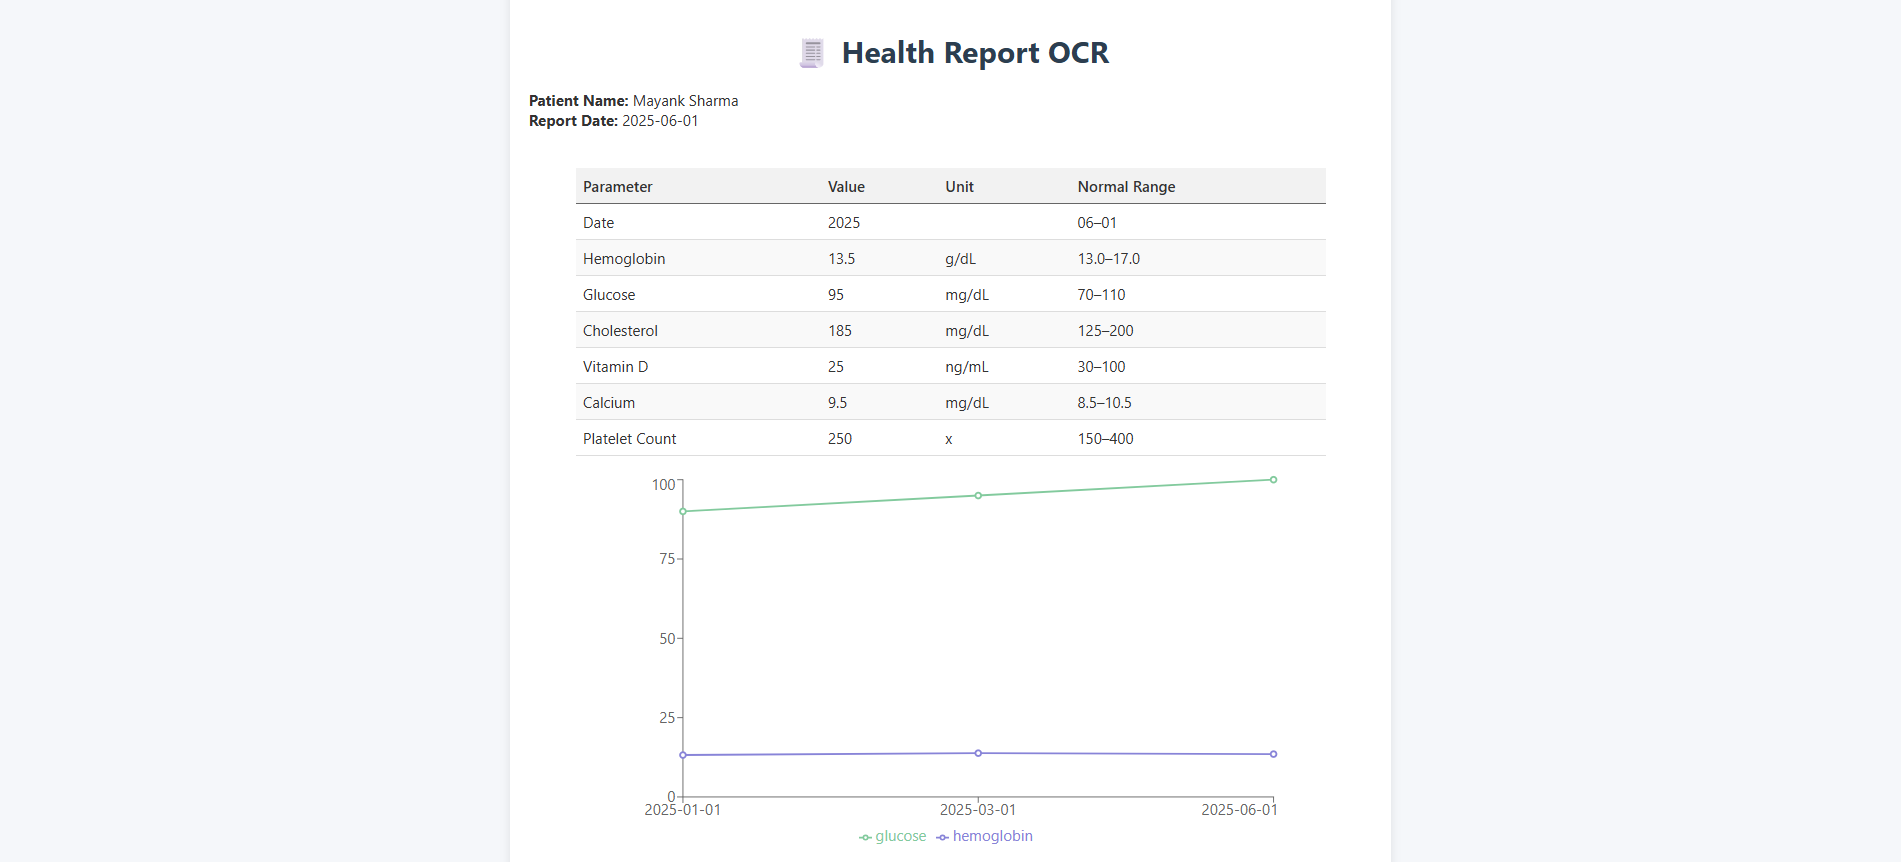 Health Report OCR
Patient Name: Mayank Sharma
Report Date: 2025-06-01
Parameter Value Unit Normal Range
Date 2025 06–01
Hemoglobin 13.5 g/dL 13.0–17.0
Glucose 95 mg/dL 70–110
Cholesterol 185 mg/dL 125–200
Vitamin D 25 ng/mL 30–100
Calcium 9.5 mg/dL 8.5–10.5
Platelet Count 250 x 150–400
100
75
50
25
0
2025-01-01 2025-03-01 2025-06-01
glucose hemoglobin